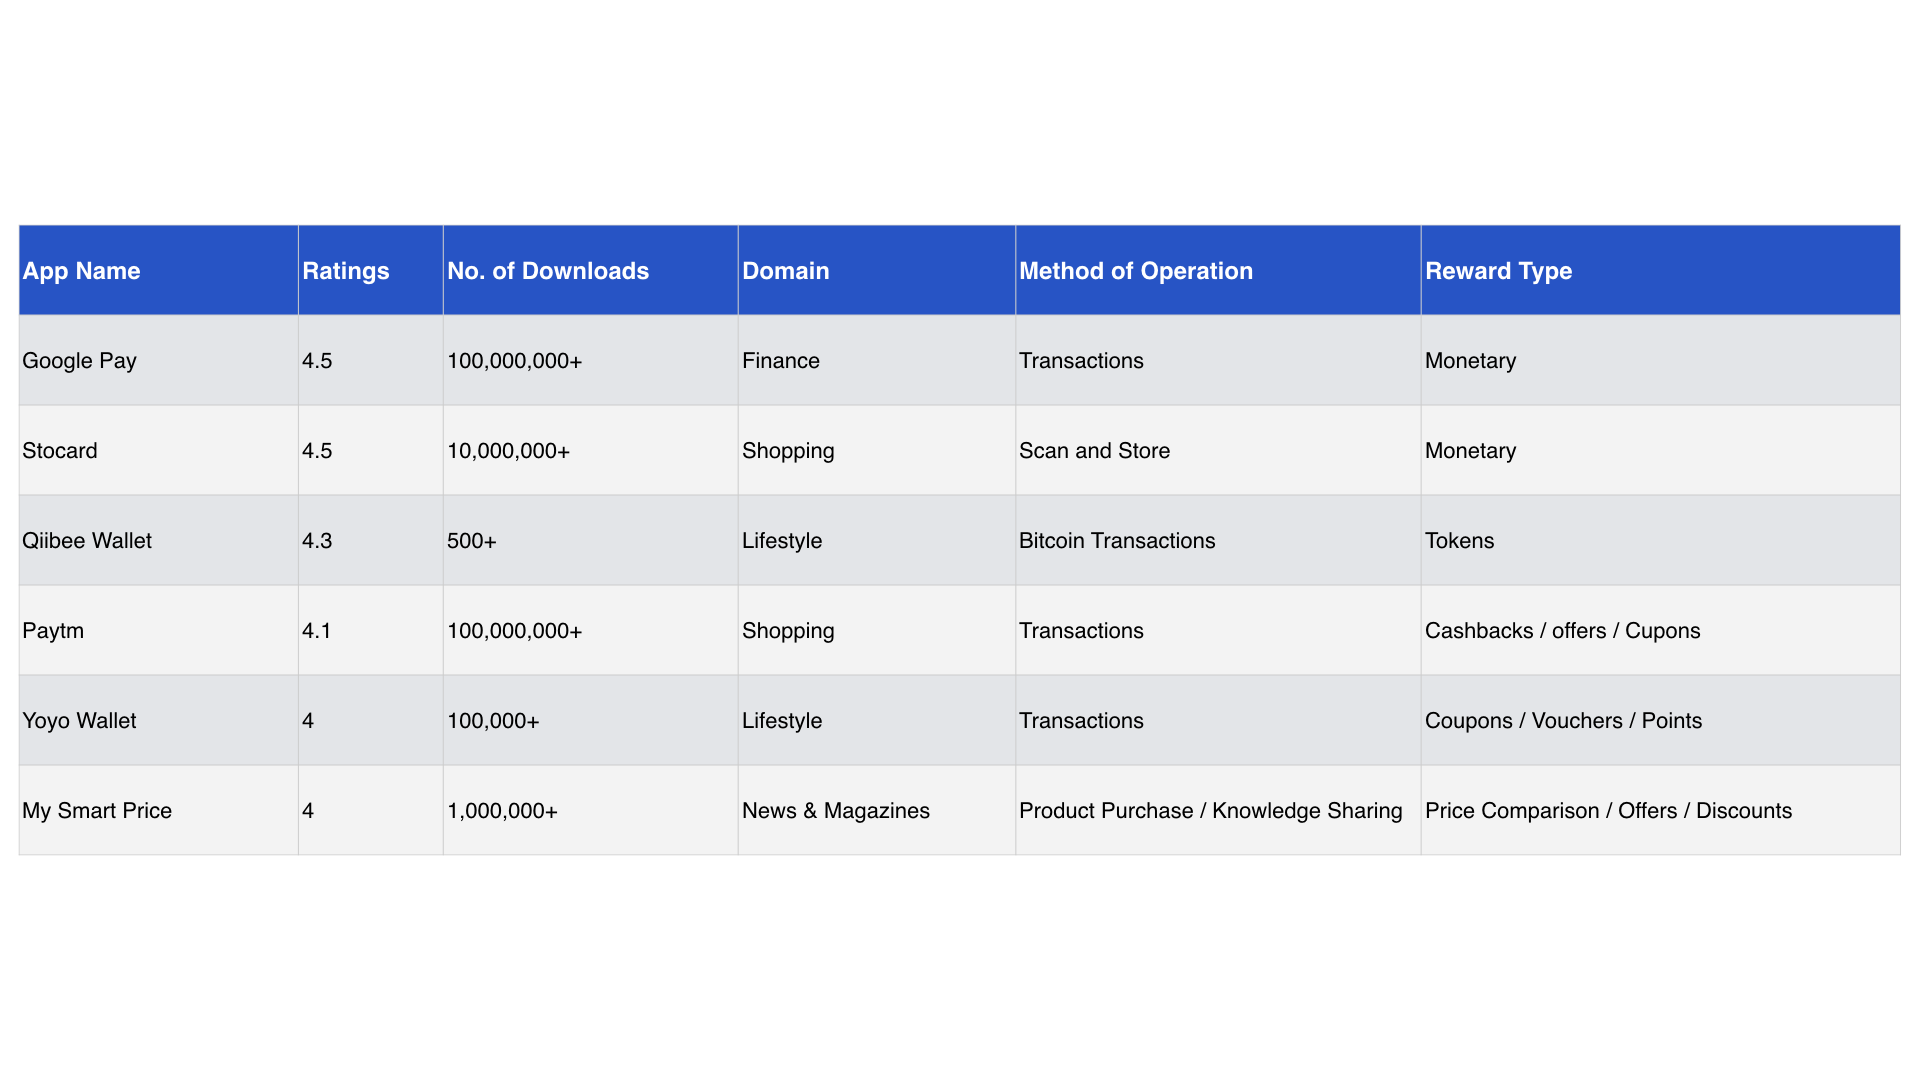 App Name Ratings No. of Downloads Domain Method of Operation Reward Type
Google Pay 4.5 100,000,000+ Finance Transactions Monetary
Stocard 4.5 10,000,000+ Shopping Scan and Store Monetary
Qiibee Wallet 4.3 500+ Lifestyle Bitcoin Transactions Tokens
Paytm 4.1 100,000,000+ Shopping Transactions Cashbacks / offers / Cupons
Yoyo Wallet 4 100,000+ Lifestyle Transactions Coupons / Vouchers / Points
My Smart Price 4 1,000,000+ News & Magazines Product Purchase / Knowledge Sharing Price Comparison / Offers / Discounts